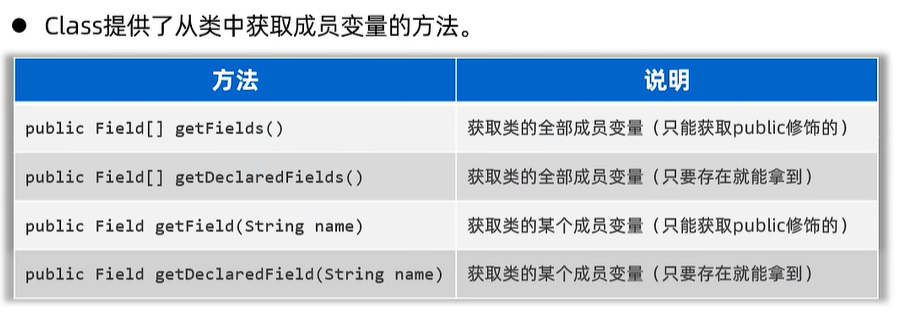 ● Class提供了从类中获取成员变量的方法。
方法 说明
public Field[] getFields() 获取类的全部成员变量（只能获取public修饰的）
public Field[] getDeclaredFields() 获取类的全部成员变量（只要存在就能拿到）
public Field getField(String name) 获取类的某个成员变量（只能获取public修饰的）
public Field getDeclaredField(String name) 获取类的某个成员变量（只要存在就能拿到）